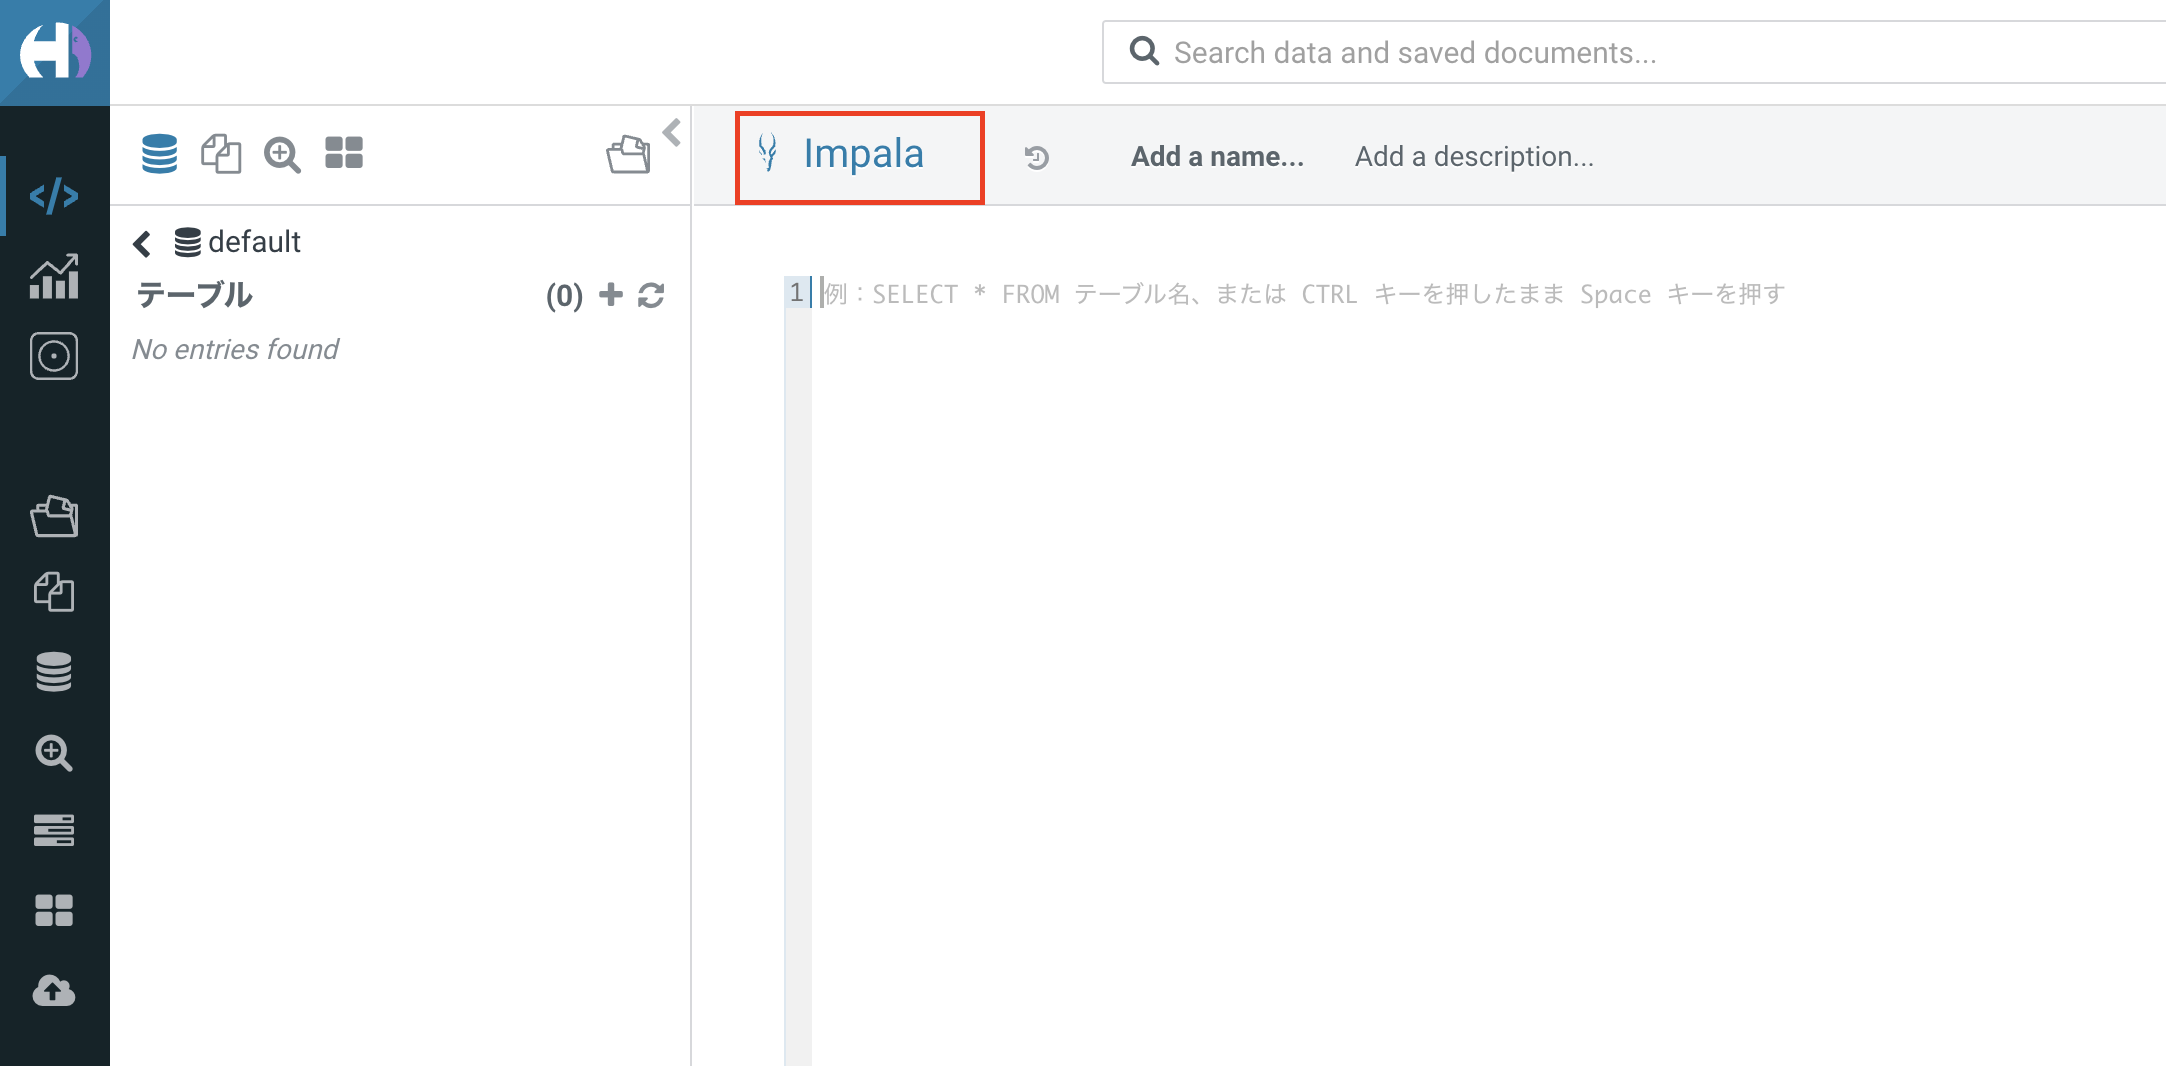 Search data and saved documents...
Impala
Add a name...
Add a description...
default
テーブル (0)
No entries found
1 例：SELECT * FROM テーブル名、または CTRL キーを押したまま Space キーを押す